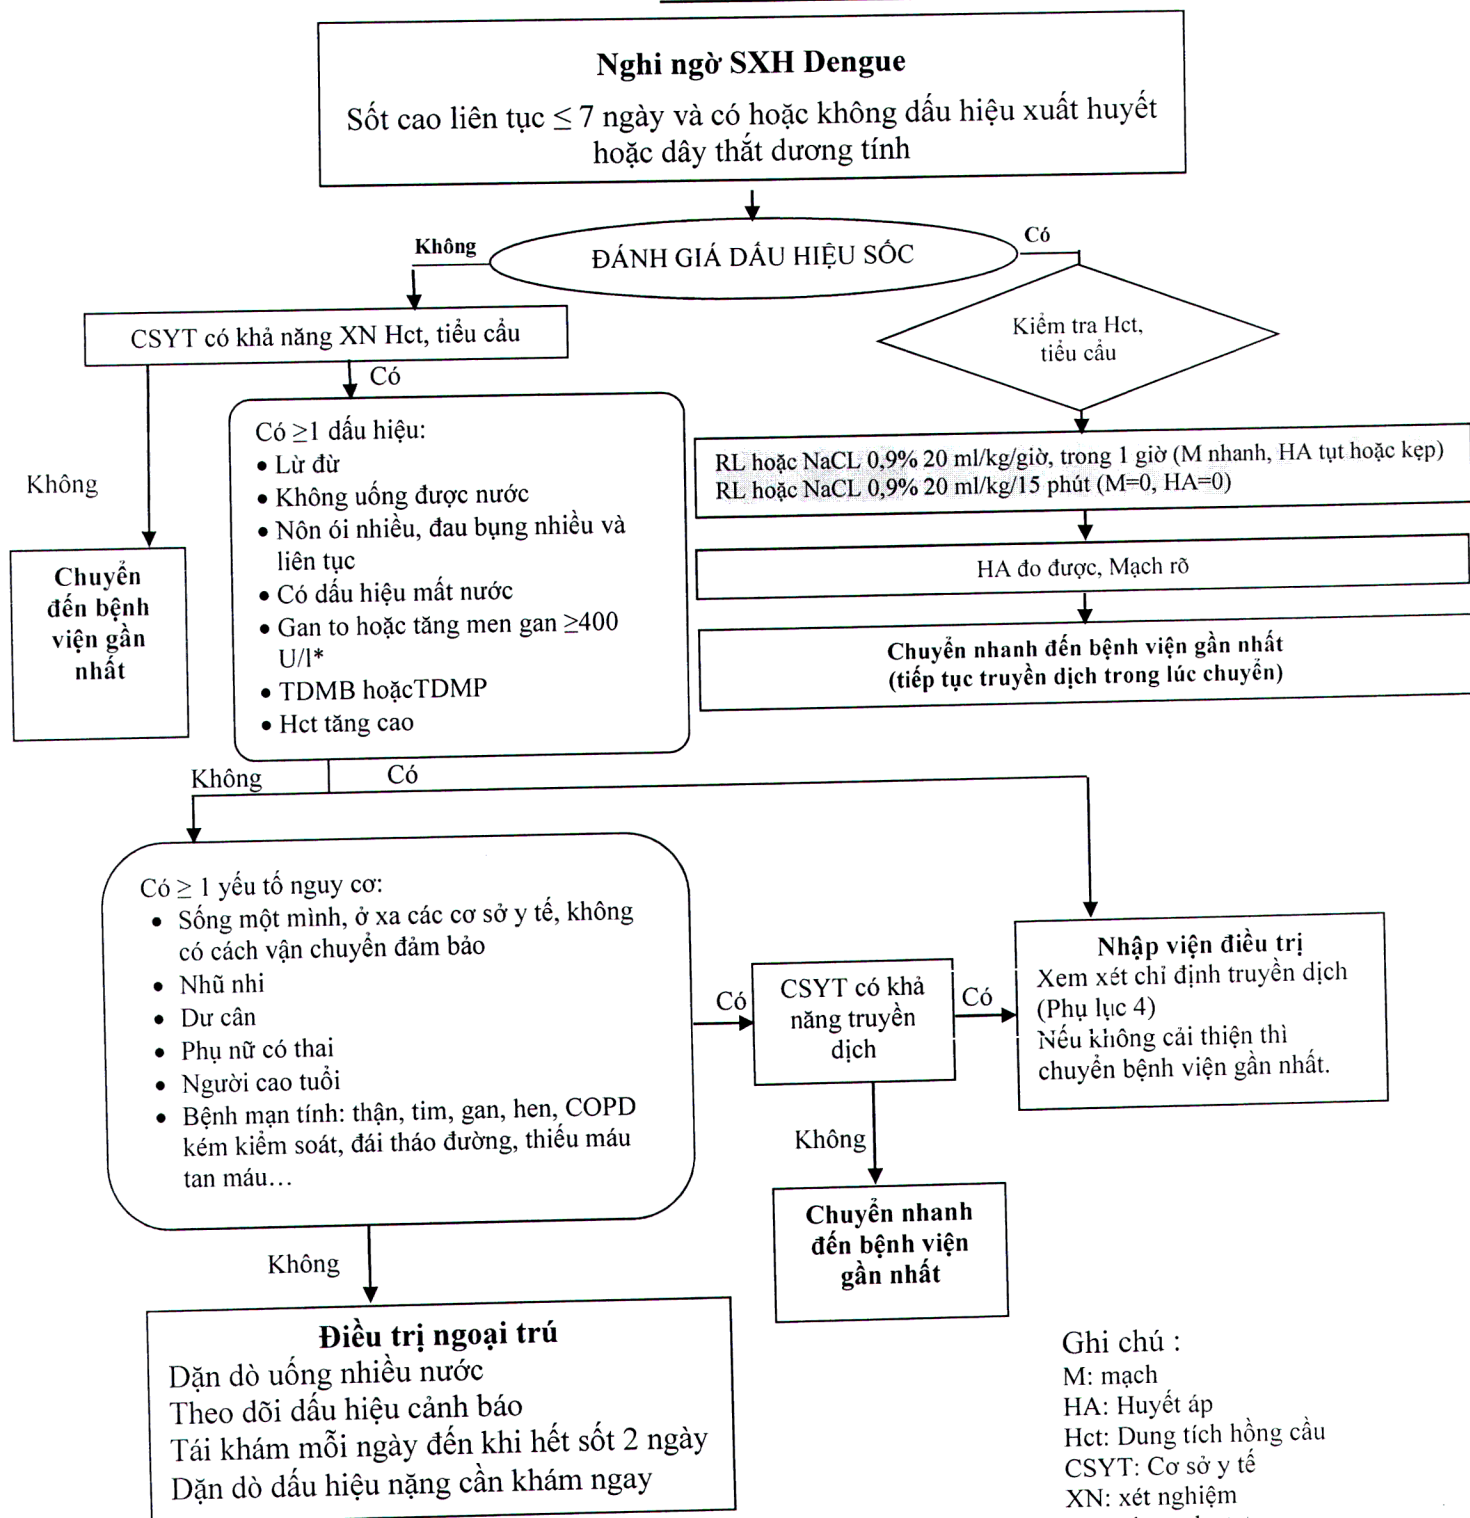 Nghi ngờ SXH Dengue
Sốt cao liên tục ≤ 7 ngày và có hoặc không dấu hiệu xuất huyết
hoặc dây thắt dương tính
Không
ĐÁNH GIÁ DẤU HIỆU SỐC
Có
CSYT có khả năng XN Hct, tiểu cầu
Kiểm tra Hct,
tiểu cầu
Có
Không
Có ≥1 dấu hiệu:
• Lừ đừ
• Không uống được nước
• Nôn ói nhiều, đau bụng nhiều và
liên tục
• Có dấu hiệu mất nước
• Gan to hoặc tăng men gan ≥400
U/l*
• TDMB hoặcTDMP
• Hct tăng cao
RL hoặc NaCL 0,9% 20 ml/kg/giờ, trong 1 giờ (M nhanh, HA tụt hoặc kẹp)
RL hoặc NaCL 0,9% 20 ml/kg/15 phút (M=0, HA=0)
HA đo được, Mạch rõ
Chuyển nhanh đến bệnh viện gần nhất
(tiếp tục truyền dịch trong lúc chuyển)
Chuyển
đến bệnh
viện gần
nhất
Không
Có
Có ≥ 1 yếu tố nguy cơ:
• Sống một mình, ở xa các cơ sở y tế, không
có cách vận chuyển đảm bảo
• Nhũ nhi
• Dư cân
• Phụ nữ có thai
• Người cao tuổi
• Bệnh mạn tính: thận, tim, gan, hen, COPD
kém kiểm soát, đái tháo đường, thiếu máu
tan máu…
Có
CSYT có khả
năng truyền
dịch
Có
Nhập viện điều trị
Xem xét chỉ định truyền dịch
(Phụ lục 4)
Nếu không cải thiện thì
chuyển bệnh viện gần nhất.
Không
Chuyển nhanh
đến bệnh viện
gần nhất
Không
Điều trị ngoại trú
Dặn dò uống nhiều nước
Theo dõi dấu hiệu cảnh báo
Tái khám mỗi ngày đến khi hết sốt 2 ngày
Dặn dò dấu hiệu nặng cần khám ngay
Ghi chú :
M: mạch
HA: Huyết áp
Hct: Dung tích hồng cầu
CSYT: Cơ sở y tế
XN: xét nghiệm